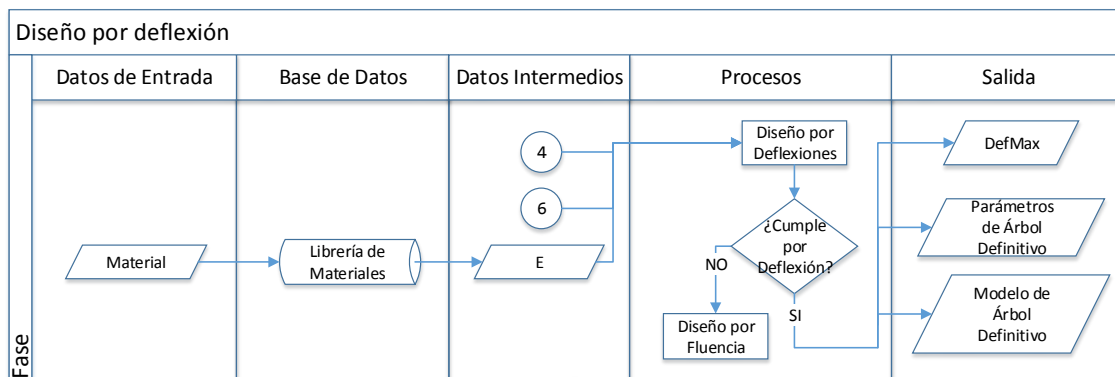 Diseño por deflexión
Datos de Entrada
Base de Datos
Datos Intermedios
Procesos
Salida
Fase
4
6
Material
Librería de
Materiales
E
Diseño por
Deflexiones
¿Cumple
por
Deflexión?
NO
SI
Diseño por
Fluencia
DefMax
Parámetros
de Árbol
Definitivo
Modelo de
Árbol
Definitivo